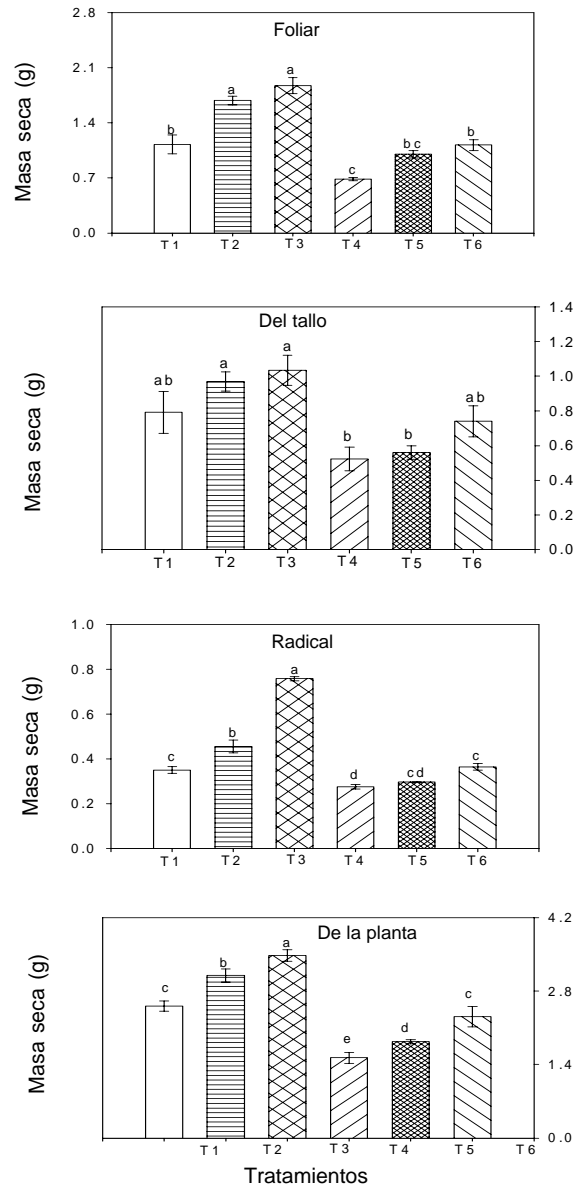 Foliar
Masa seca (g)
2.8
2.1
1.4
0.7
0.0
b
a
a
c
b c
b
T 1
T 2
T 3
T 4
T 5
T 6
Del tallo
Masa seca (g)
1.4
1.2
1.0
0.8
0.6
0.4
0.2
0.0
a b
a
a
b
b
a b
T 1
T 2
T 3
T 4
T 5
T 6
Radical
Masa seca (g)
1.0
0.8
0.6
0.4
0.2
0.0
c
b
a
d
c d
c
T 1
T 2
T 3
T 4
T 5
T 6
De la planta
Masa seca (g)
4.2
2.8
1.4
0.0
c
b
a
e
d
c
T 1
T 2
T 3
T 4
T 5
T 6
Tratamientos